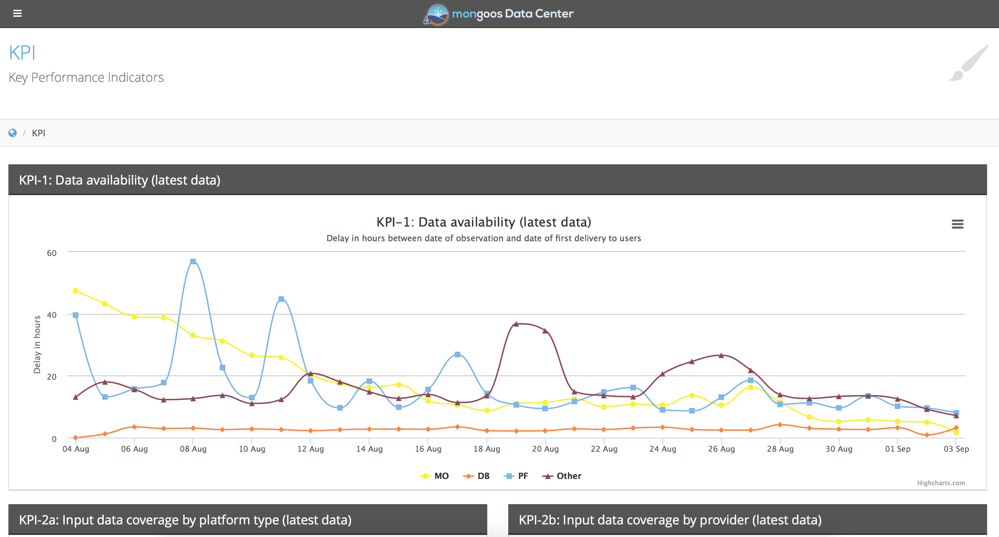 mongoos Data Center
KPI
Key Performance Indicators
/ KPI
KPI-1: Data availability (latest data)
KPI-1: Data availability (latest data)
Delay in hours between date of observation and date of first delivery to users
Delay in hours
60
40
20
0
04 Aug 06 Aug 08 Aug 10 Aug 12 Aug 14 Aug 16 Aug 18 Aug 20 Aug 22 Aug 24 Aug 26 Aug 28 Aug 30 Aug 01 Sep 03 Sep
MO DB PF Other
Highcharts.com
KPI-2a: Input data coverage by platform type (latest data)
KPI-2b: Input data coverage by provider (latest data)